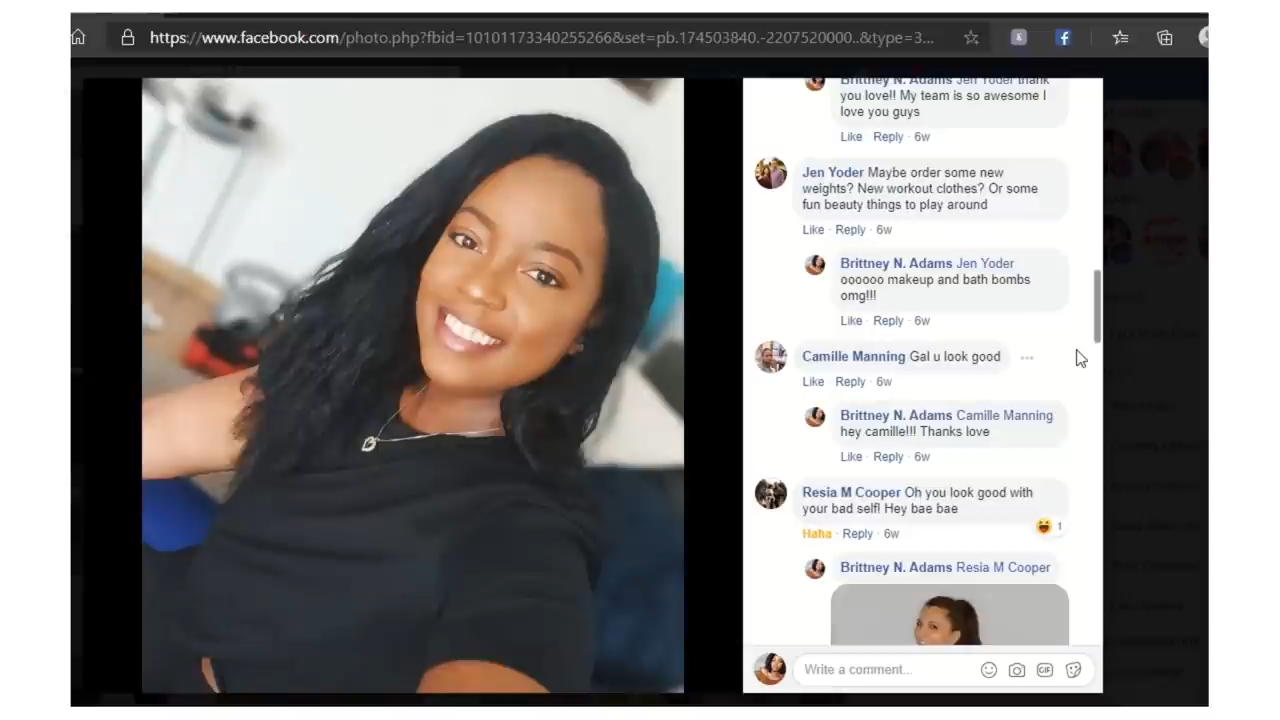 https://www.facebook.com/photo.php?fbid=10101173340255266&set=pb.174503840.-2207520000..&type=3...
Brittney N. Adams Jen Yoder thank
you love!! My team is so awesome I
love you guys
Like · Reply · 6w
Jen Yoder Maybe order some new
weights? New workout clothes? Or some
fun beauty things to play around
Like · Reply · 6w
Brittney N. Adams Jen Yoder
oooooo makeup and bath bombs
omg!!!
Like · Reply · 6w
Camille Manning Gal u look good
Like · Reply · 6w
Brittney N. Adams Camille Manning
hey camille!!! Thanks love
Like · Reply · 6w
Resia M Cooper Oh you look good with
your bad self! Hey bae bae
1
Haha · Reply · 6w
Brittney N. Adams Resia M Cooper
Write a comment...
GIF